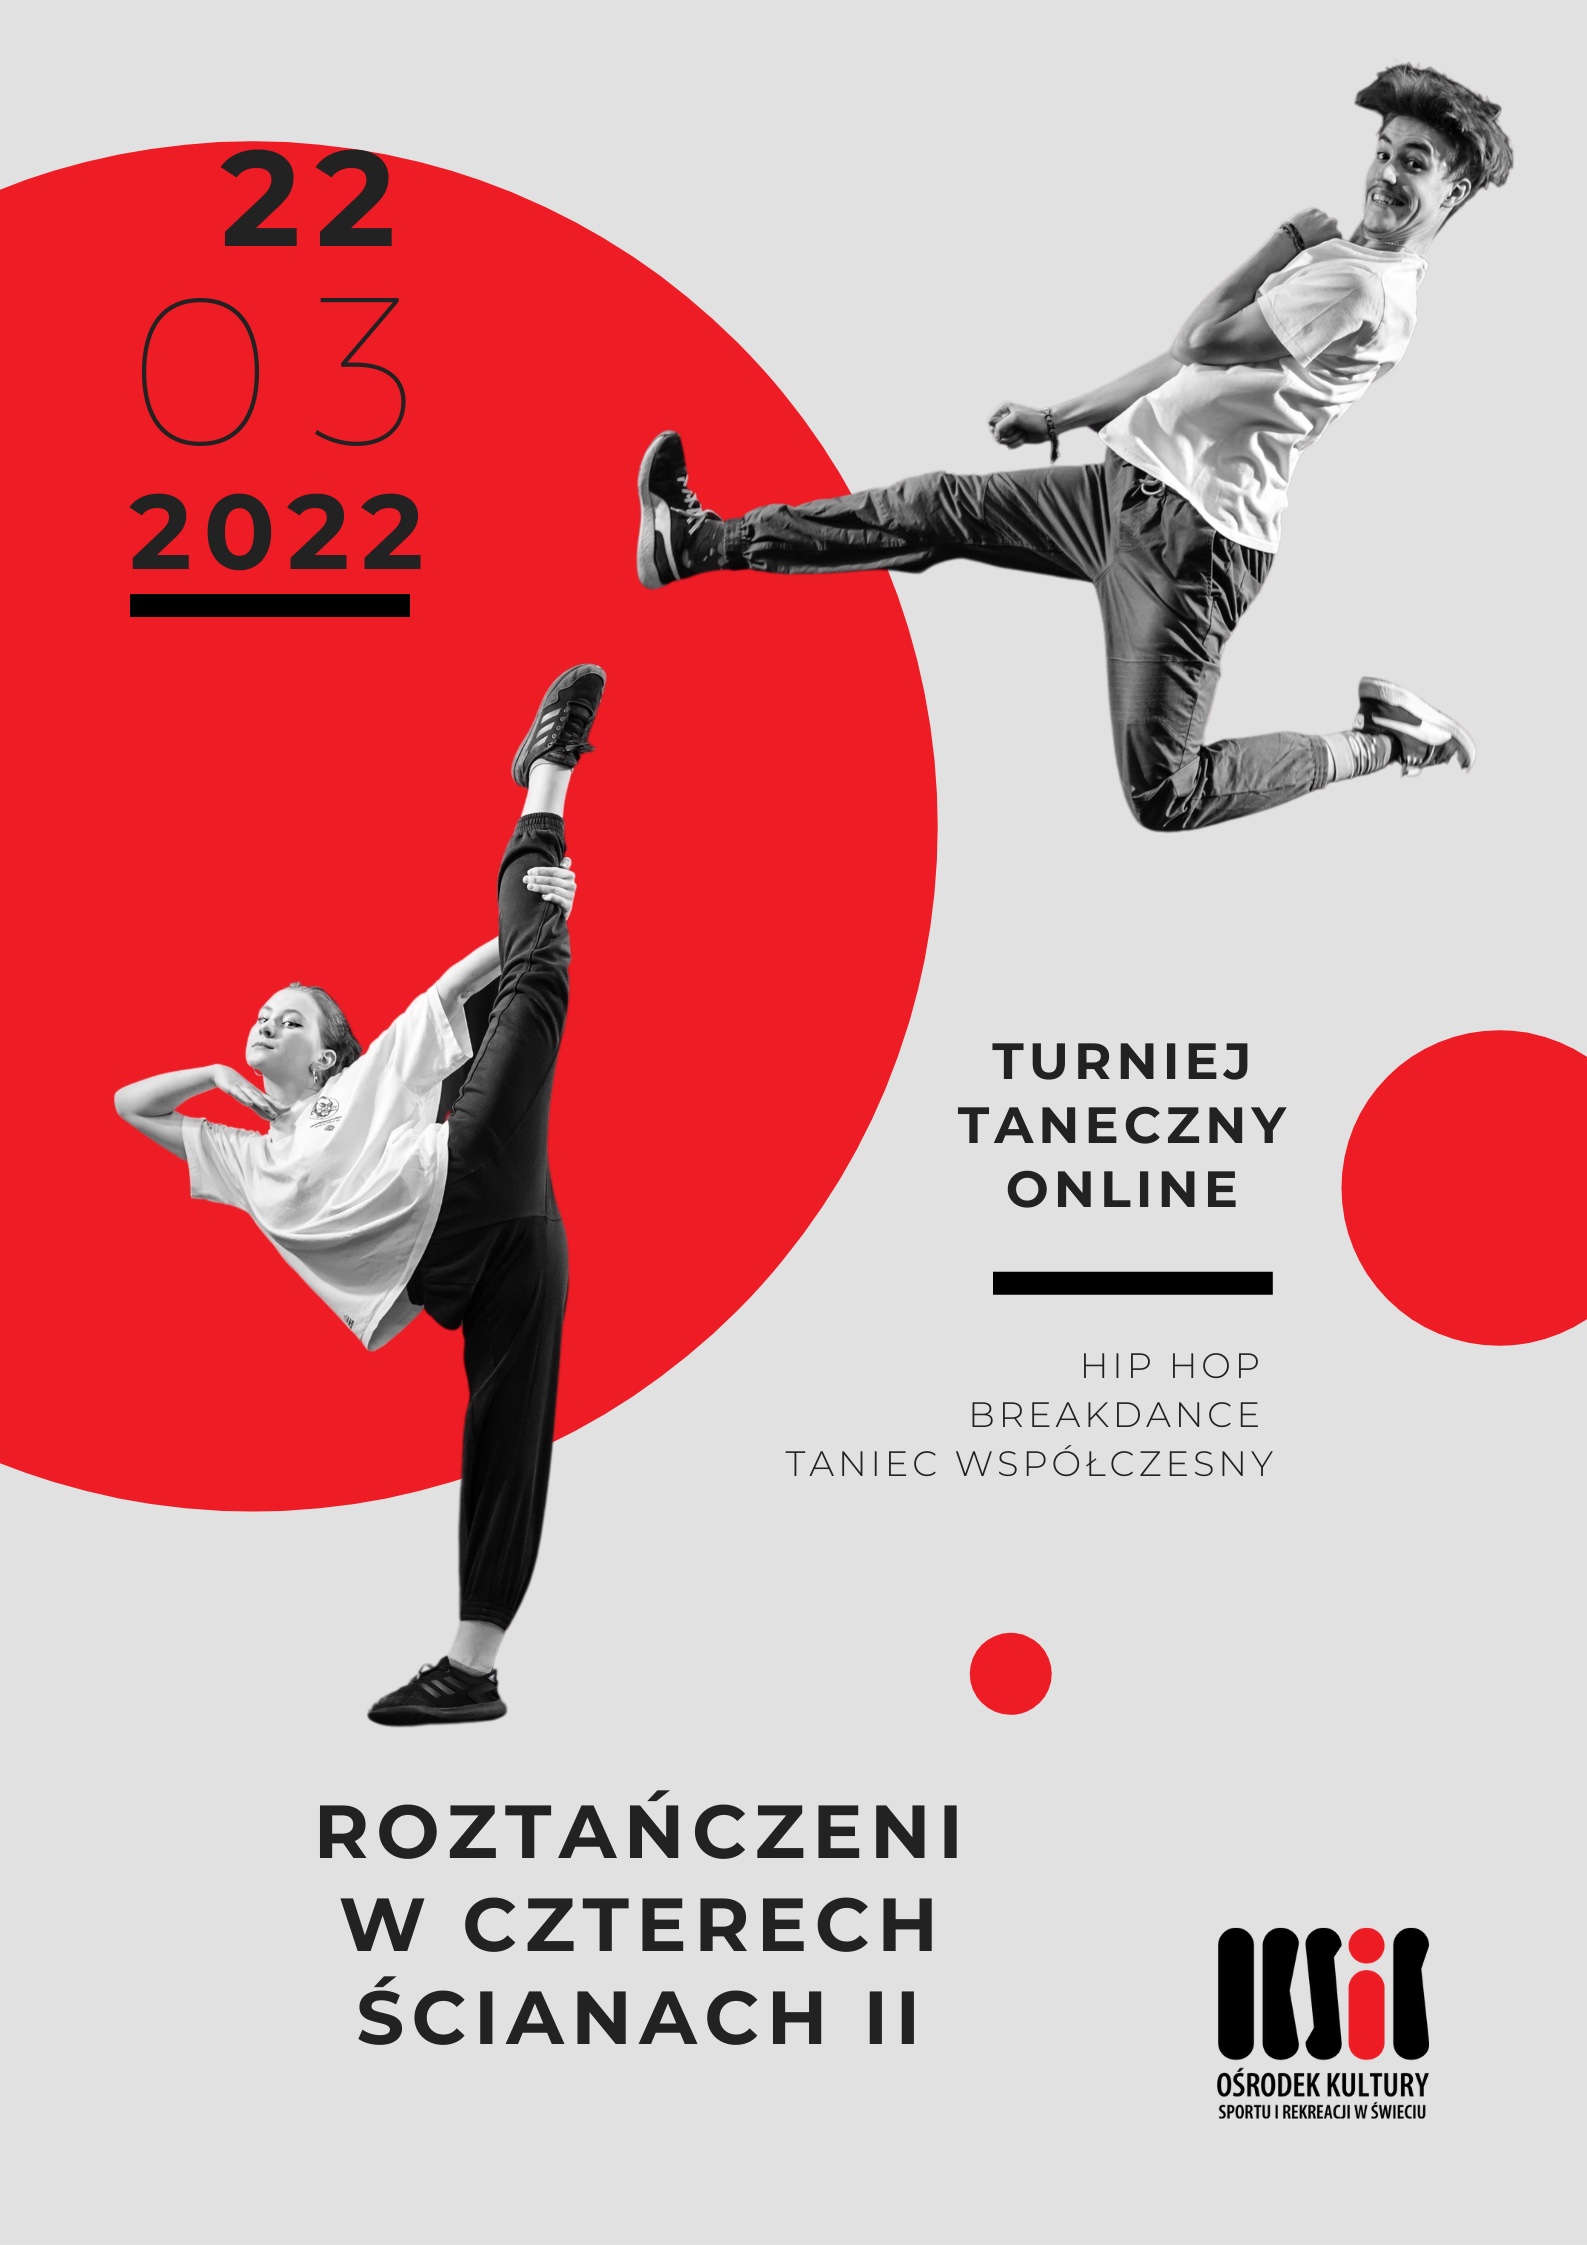 22
03
2022
TURNIEJ
TANECZNY
ONLINE
HIP HOP
BREAKDANCE
TANIEC WSPÓŁCZESNY
ROZTAŃCZENI
W CZTERECH
ŚCIANACH II
OKSiR
OŚRODEK KULTURY
SPORTU I REKREACJI W ŚWIECIU